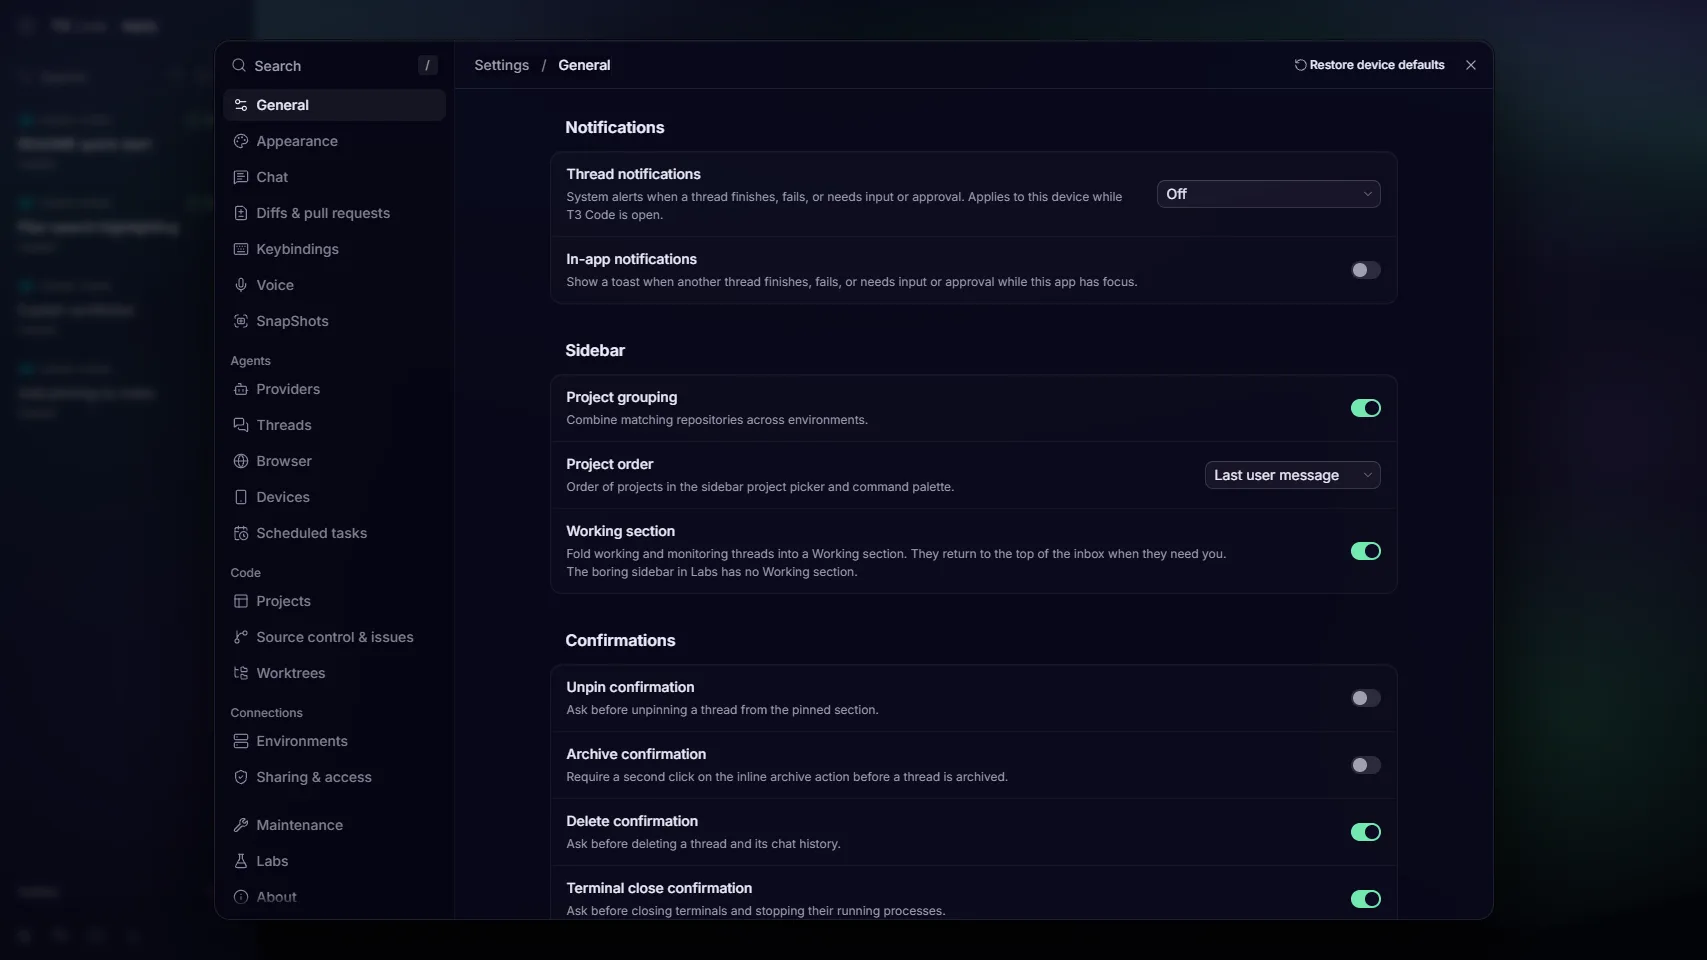 Search
/
General
Appearance
Chat
Diffs & pull requests
Keybindings
Voice
SnapShots
Agents
Providers
Threads
Browser
Devices
Scheduled tasks
Code
Projects
Source control & issues
Worktrees
Connections
Environments
Sharing & access
Maintenance
Labs
About
Settings / General
Restore device defaults
Notifications
Thread notifications
System alerts when a thread finishes, fails, or needs input or approval. Applies to this device while
T3 Code is open.
Off
In-app notifications
Show a toast when another thread finishes, fails, or needs input or approval while this app has focus.
Sidebar
Project grouping
Combine matching repositories across environments.
Project order
Order of projects in the sidebar project picker and command palette.
Last user message
Working section
Fold working and monitoring threads into a Working section. They return to the top of the inbox when they need you.
The boring sidebar in Labs has no Working section.
Confirmations
Unpin confirmation
Ask before unpinning a thread from the pinned section.
Archive confirmation
Require a second click on the inline archive action before a thread is archived.
Delete confirmation
Ask before deleting a thread and its chat history.
Terminal close confirmation
Ask before closing terminals and stopping their running processes.